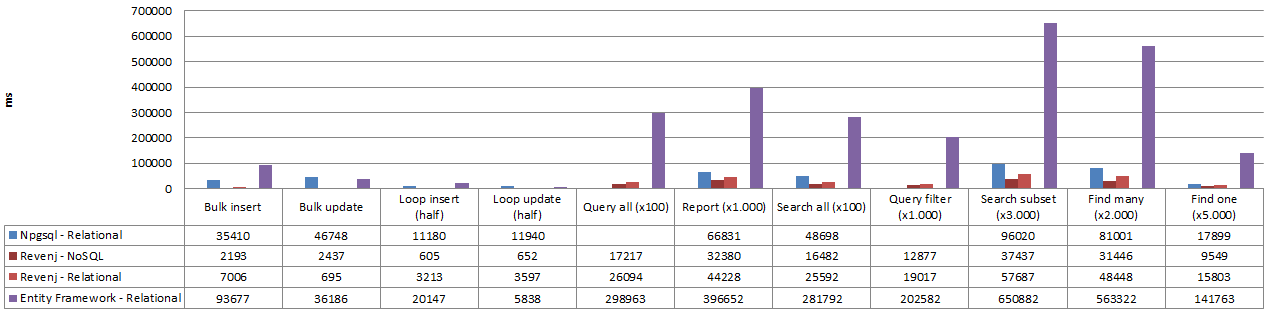 700000
600000
500000
400000
300000
200000
100000
0
ms
Bulk insert Bulk update Loop insert (half) Loop update (half) Query all (x100) Report (x1.000) Search all (x100) Query filter (x1.000) Search subset (x3.000) Find many (x2.000) Find one (x5.000)
Npgsql - Relational 35410 46748 11180 11940 66831 48698 96020 81001 17899
Revenj - NoSQL 2193 2437 605 652 17217 32380 16482 12877 37437 31446 9549
Revenj - Relational 7006 695 3213 3597 26094 44228 25592 19017 57687 48448 15803
Entity Framework - Relational 93677 36186 20147 5838 298963 396652 281792 202582 650882 563322 141763